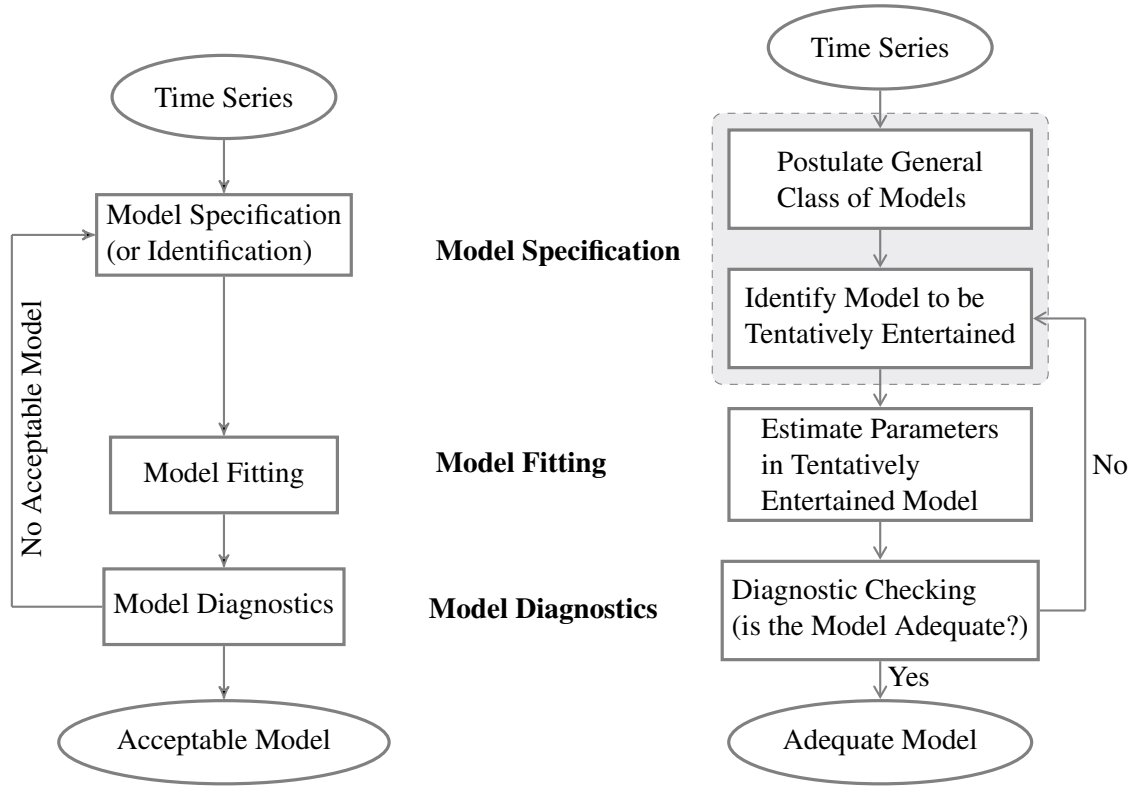 Time Series
Model Specification
(or Identification)
No Acceptable Model
Model Fitting
Model Diagnostics
Acceptable Model
Model Specification
Model Fitting
Model Diagnostics
Time Series
Postulate General
Class of Models
Identify Model to be
Tentatively Entertained
Estimate Parameters
in Tentatively
Entertained Model
No
Diagnostic Checking
(is the Model Adequate?)
Yes
Adequate Model